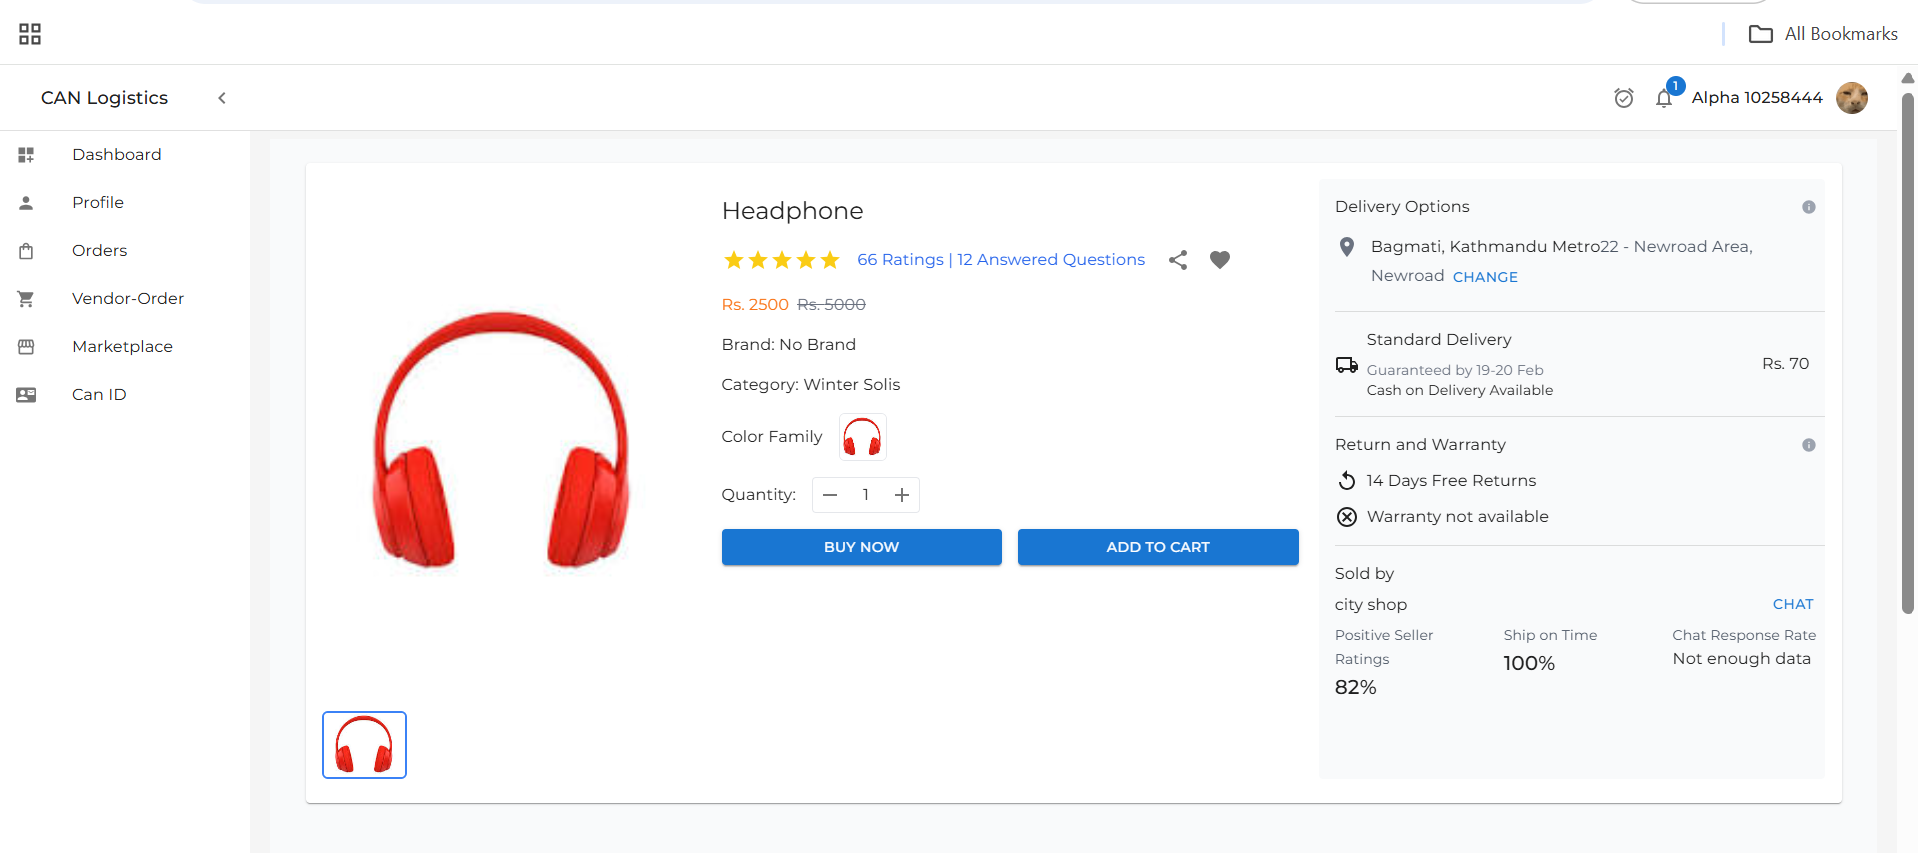 All Bookmarks
CAN Logistics
1
Alpha 10258444
Dashboard
Profile
Orders
Vendor-Order
Marketplace
Can ID
Headphone
66 Ratings | 12 Answered Questions
Rs. 2500 Rs. 5000
Brand: No Brand
Category: Winter Solis
Color Family
Quantity: 1
BUY NOW
ADD TO CART
Delivery Options
Bagmati, Kathmandu Metro22 - Newroad Area,
Newroad CHANGE
Standard Delivery
Guaranteed by 19-20 Feb
Cash on Delivery Available
Rs. 70
Return and Warranty
14 Days Free Returns
Warranty not available
Sold by
city shop
CHAT
Positive Seller
Ratings
82%
Ship on Time
100%
Chat Response Rate
Not enough data